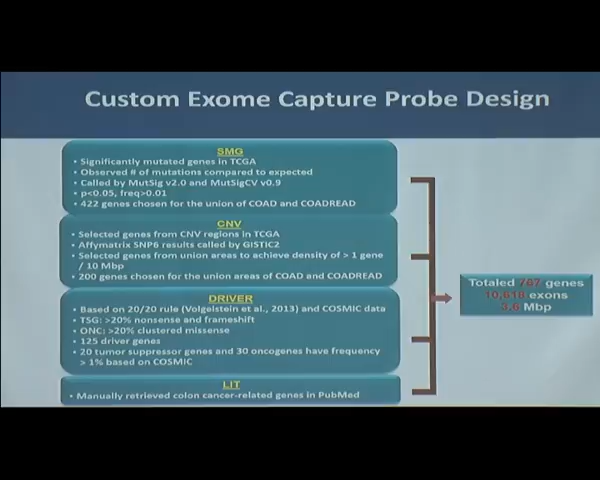 Custom Exome Capture Probe Design
SMG
• Significantly mutated genes in TCGA
• Observed # of mutations compared to expected
• Called by MutSig v2.0 and MutSigCV v0.9
• p<0.05, freq>0.01
• 422 genes chosen for the union of COAD and COADREAD
CNV
• Selected genes from CNV regions in TCGA
• Affymatrix SNP6 results called by GISTIC2
• Selected genes from union areas to achieve density of > 1 gene
/ 10 Mbp
• 200 genes chosen for the union areas of COAD and COADREAD
DRIVER
• Based on 20/20 rule (Volgelstein et al., 2013) and COSMIC data
• TSG: >20% nonsense and frameshift
• ONC: >20% clustered missense
• 125 driver genes
• 20 tumor suppressor genes and 30 oncogenes have frequency
> 1% based on COSMIC
LIT
• Manually retrieved colon cancer-related genes in PubMed
Totaled 767 genes
exons
Mbp